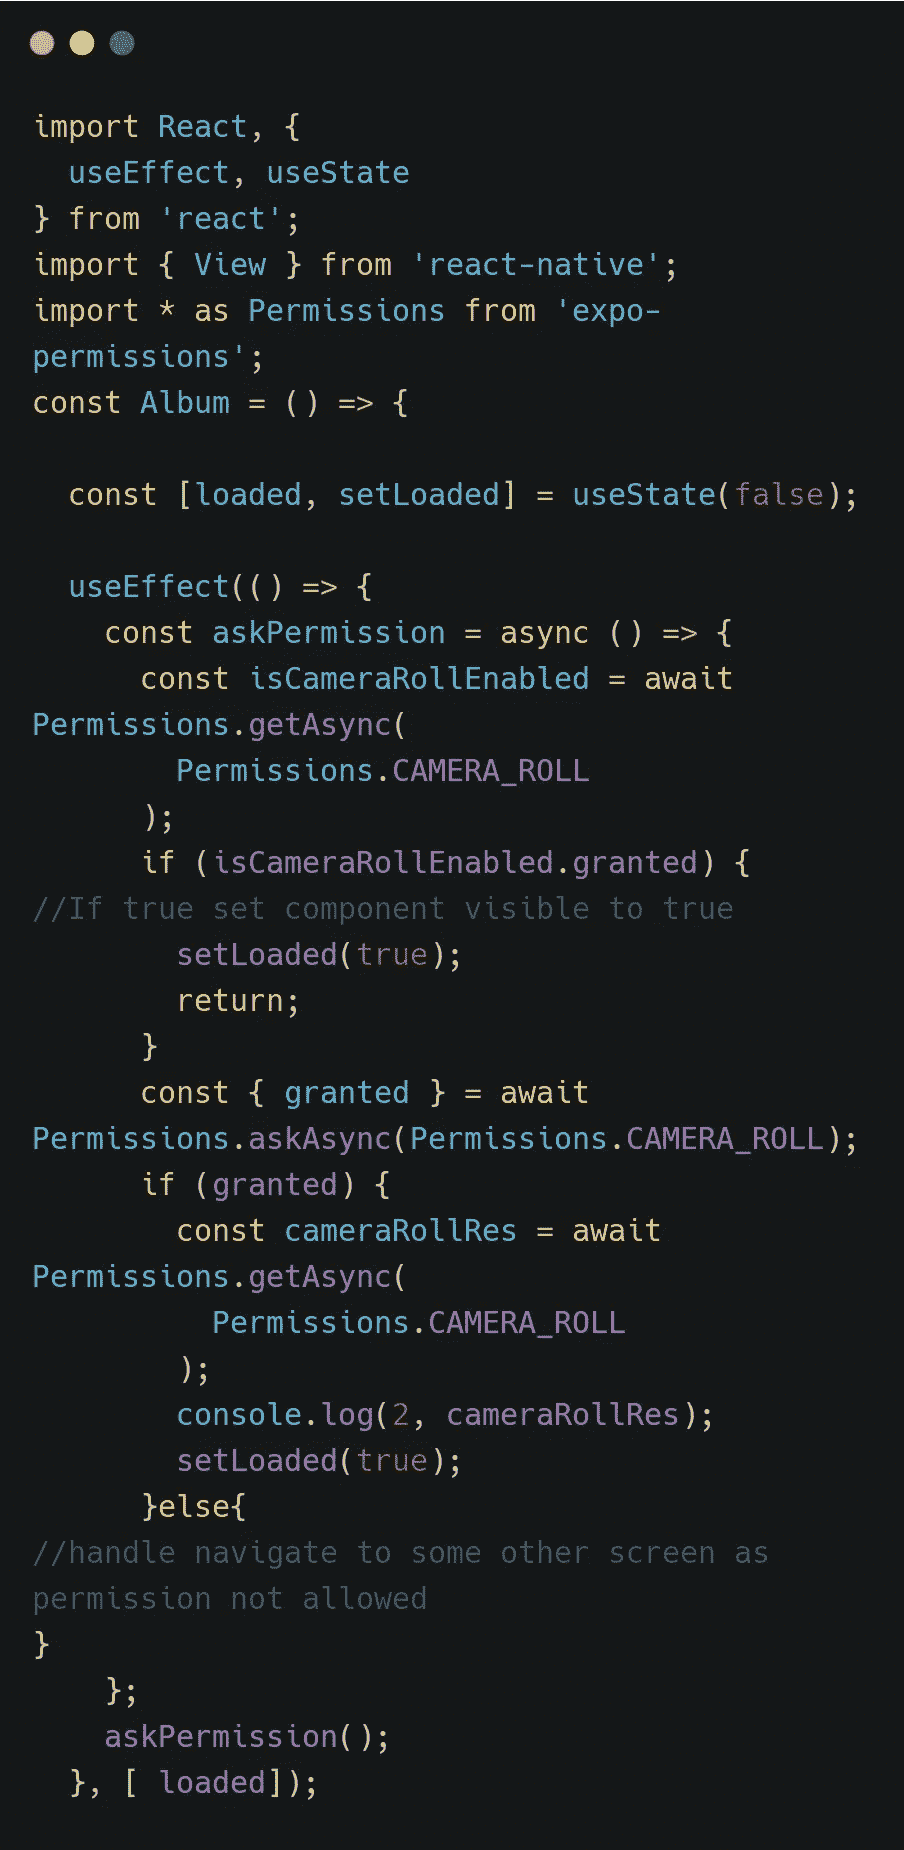 import React, {
  useEffect, useState
} from 'react';
import { View } from 'react-native';
import * as Permissions from 'expo-
permissions';
const Album = () => {

  const [loaded, setLoaded] = useState(false);

  useEffect(() => {
    const askPermission = async () => {
      const isCameraRollEnabled = await
Permissions.getAsync(
        Permissions.CAMERA_ROLL
      );
      if (isCameraRollEnabled.granted) {
//If true set component visible to true
        setLoaded(true);
        return;
      }
      const { granted } = await
Permissions.askAsync(Permissions.CAMERA_ROLL);
      if (granted) {
        const cameraRollRes = await
Permissions.getAsync(
          Permissions.CAMERA_ROLL
        );
        console.log(2, cameraRollRes);
        setLoaded(true);
      }else{
//handle navigate to some other screen as
permission not allowed
}
    };
    askPermission();
  }, [ loaded]);